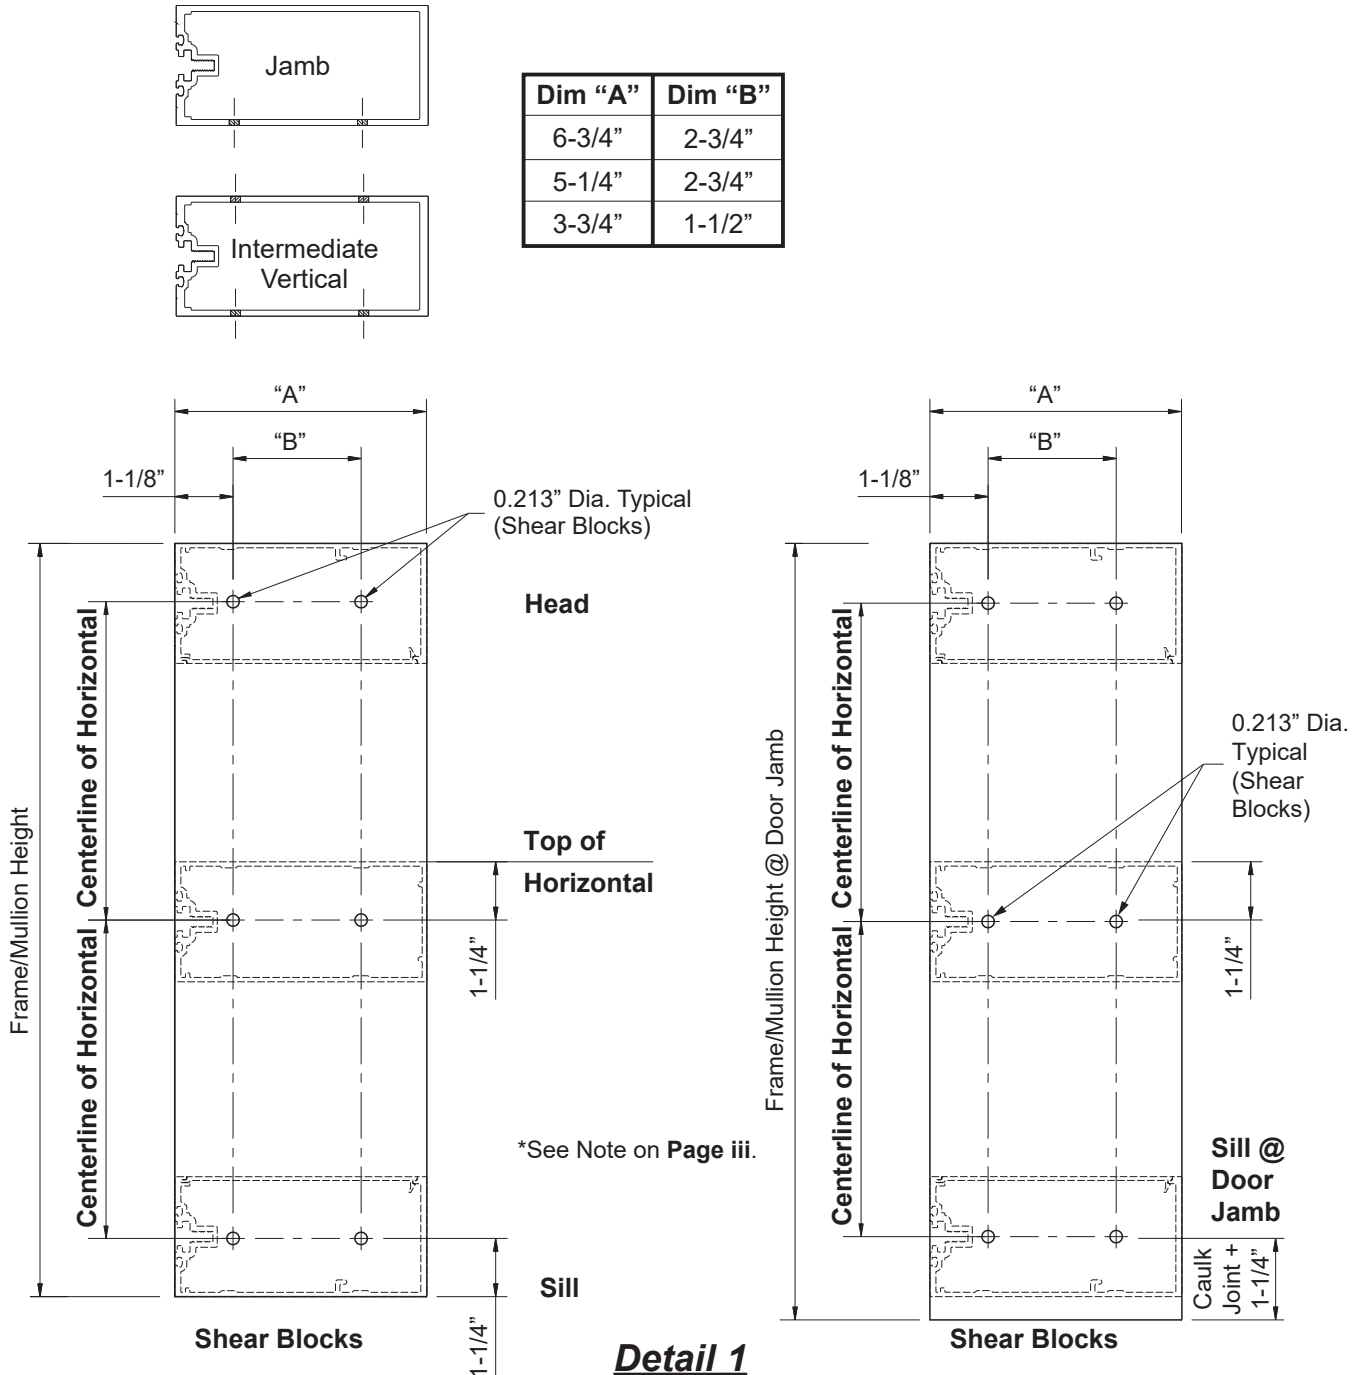 Jamb
Dim “A” Dim “B”
6-3/4” 2-3/4”
5-1/4” 2-3/4”
3-3/4” 1-1/2”
Intermediate
Vertical
“A”
“B”
1-1/8”
0.213” Dia. Typical
(Shear Blocks)
Head
Frame/Mullion Height
Centerline of Horizontal
Centerline of Horizontal
Top of
Horizontal
1-1/4”
*See Note on Page iii.
Sill
1-1/4”
Shear Blocks
“A”
“B”
1-1/8”
Frame/Mullion Height @ Door Jamb
Centerline of Horizontal
Centerline of Horizontal
0.213” Dia.
Typical
(Shear
Blocks)
1-1/4”
Sill @
Door
Jamb
Caulk
Joint +
1-1/4”
Shear Blocks
Detail 1